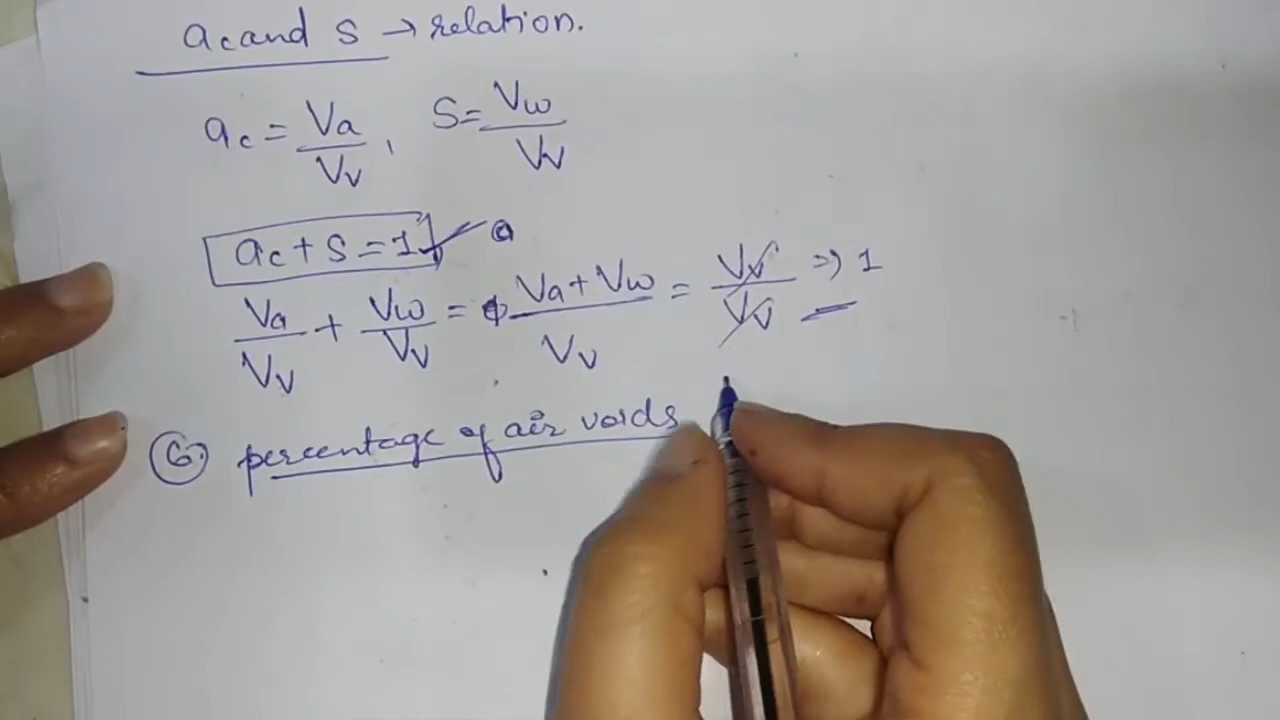 ac and S → relation.
ac = Va/Vv , S = Vw/Vv
ac + S = 1
Va/Vv + Vw/Vv = Va + Vw/Vv = Vv/Vv ⇒ 1
6. percentage of air voids